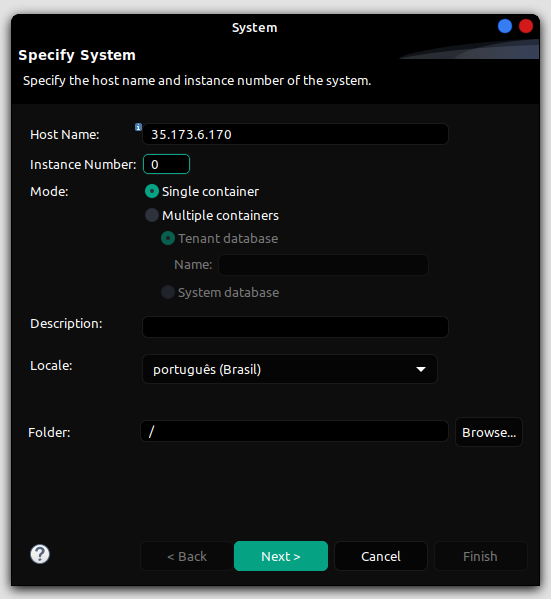 System
Specify System
Specify the host name and instance number of the system.
Host Name: 35.173.6.170
Instance Number: 0
Mode: Single container
Multiple containers
Tenant database
Name:
System database
Description:
Locale: português (Brasil)
Folder: / Browse...
? < Back Next > Cancel Finish